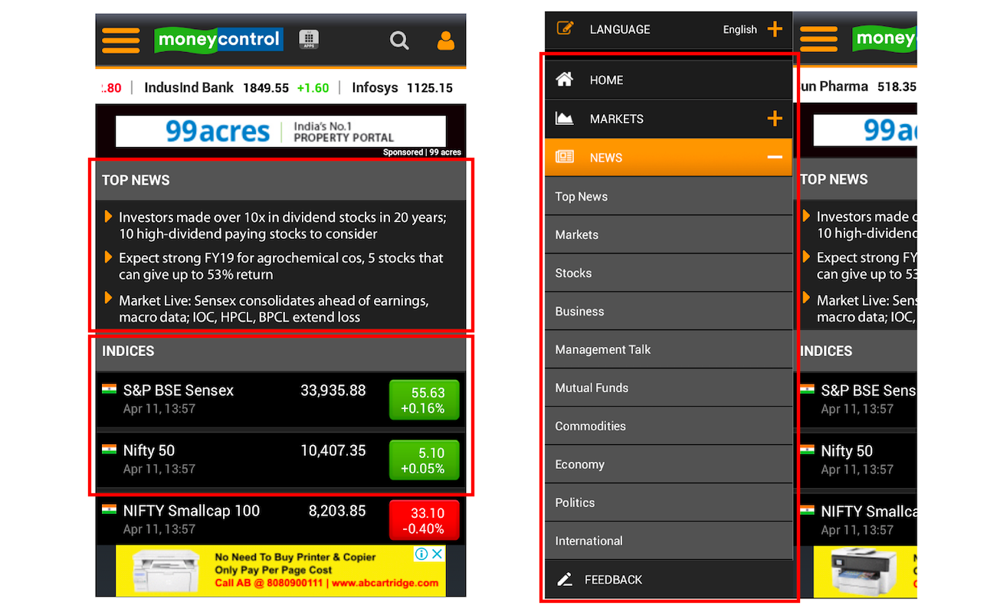 moneycontrol
APPS
2.80 | IndusInd Bank 1849.55 +1.60 | Infosys 1125.15
99acres India's No.1
PROPERTY PORTAL
Sponsored | 99 acres
TOP NEWS
Investors made over 10x in dividend stocks in 20 years;
10 high-dividend paying stocks to consider
Expect strong FY19 for agrochemical cos, 5 stocks that
can give up to 53% return
Market Live: Sensex consolidates ahead of earnings,
macro data; IOC, HPCL, BPCL extend loss
INDICES
S&P BSE Sensex 33,935.88 55.63
Apr 11, 13:57 +0.16%
Nifty 50 10,407.35 5.10
Apr 11, 13:57 +0.05%
NIFTY Smallcap 100 8,203.85 33.10
Apr 11, 13:57 -0.40%
No Need To Buy Printer & Copier
Only Pay Per Page Cost
Call AB @ 8080900111 | www.abcartridge.com
LANGUAGE English +
HOME
MARKETS +
NEWS −
Top News
Markets
Stocks
Business
Management Talk
Mutual Funds
Commodities
Economy
Politics
International
FEEDBACK
money
un Pharma 518.35
99a
TOP NEWS
Investors made o
10 high-dividend
Expect strong FY
can give up to 53
Market Live: Sens
macro data; IOC,
INDICES
S&P BSE Sens
Apr 11, 13:57
Nifty 50
Apr 11, 13:57
NIFTY Smallca
Apr 11, 13:57